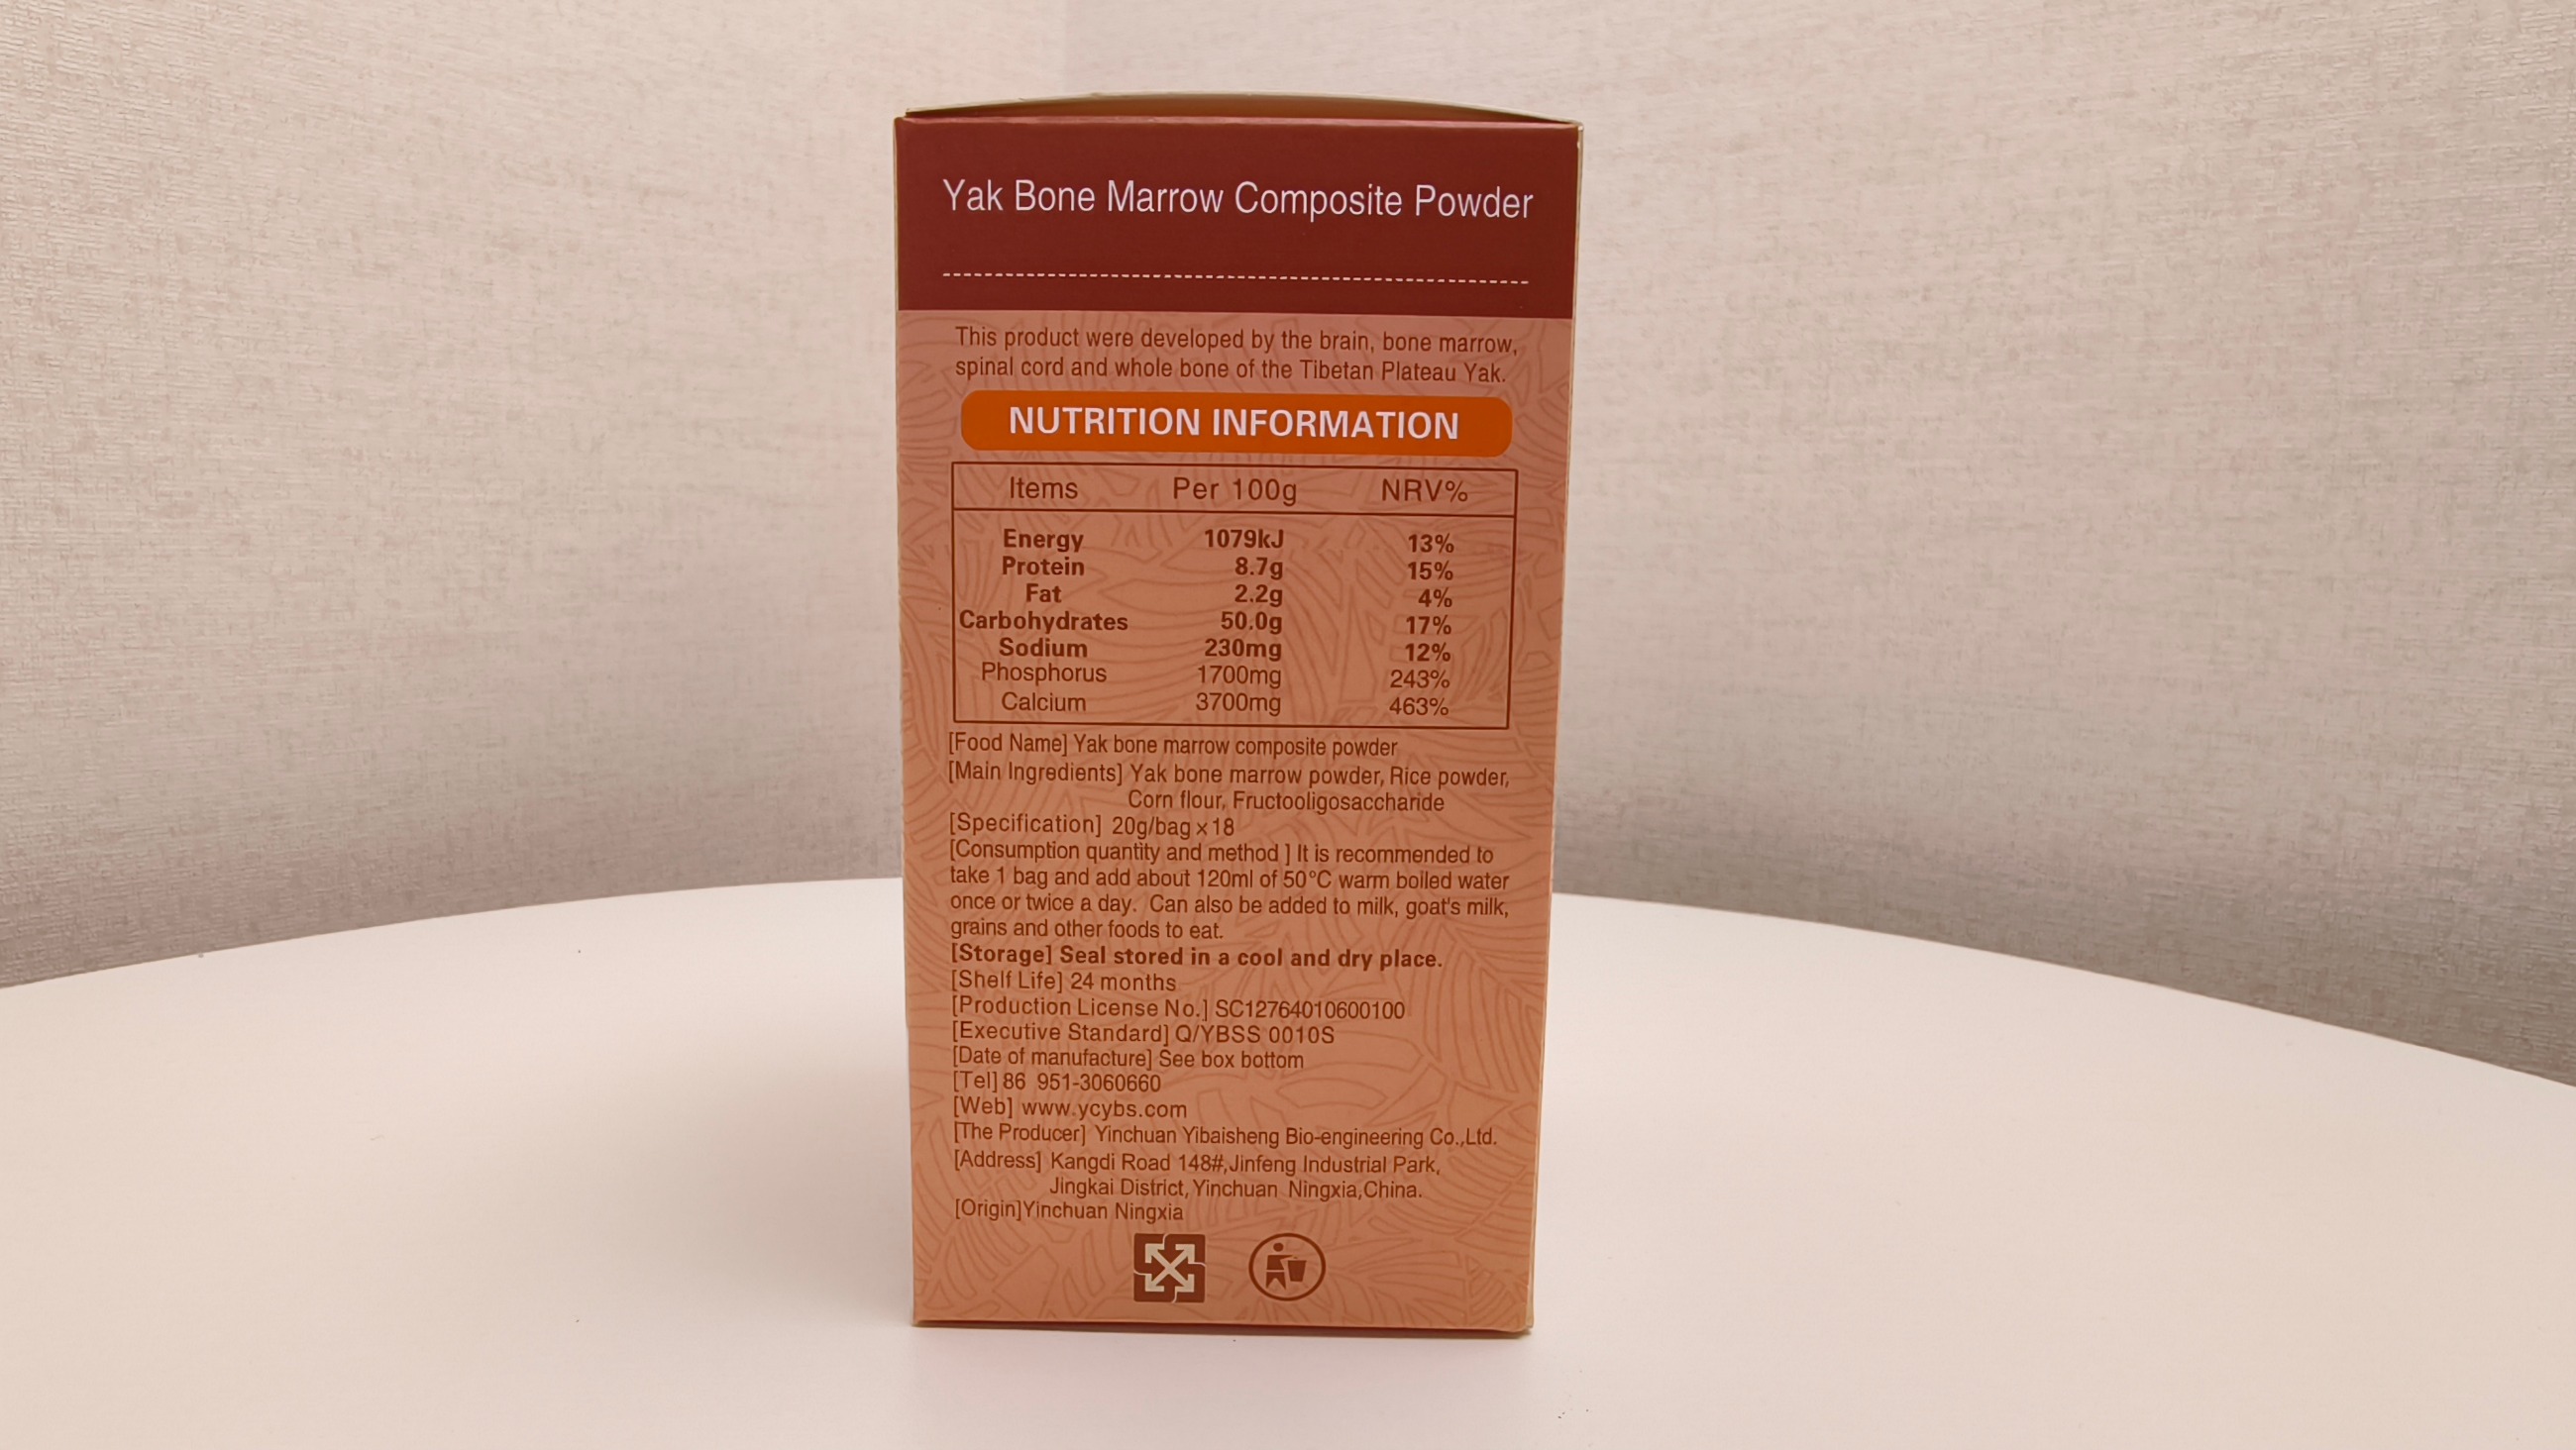 Yak Bone Marrow Composite Powder
This product were developed by the brain, bone marrow,
spinal cord and whole bone of the Tibetan Plateau Yak.
NUTRITION INFORMATION
Items Per 100g NRV%
Energy 1079kJ 13%
Protein 8.7g 15%
Fat 2.2g 4%
Carbohydrates 50.0g 17%
Sodium 230mg 12%
Phosphorus 1700mg 243%
Calcium 3700mg 463%
[Food Name] Yak bone marrow composite powder
[Main Ingredients] Yak bone marrow powder, Rice powder,
Corn flour, Fructooligosaccharide
[Specification] 20g/bag×18
[Consumption quantity and method ] It is recommended to
take 1 bag and add about 120ml of 50°C warm boiled water
once or twice a day. Can also be added to milk, goat's milk,
grains and other foods to eat.
[Storage] Seal stored in a cool and dry place.
[Shelf Life] 24 months
[Production License No.] SC12764010600100
[Executive Standard] Q/YBSS 0010S
[Date of manufacture] See box bottom
[Tel] 86 951-3060660
[Web] www.ycybs.com
[The Producer] Yinchuan Yibaisheng Bio-engineering Co.,Ltd.
[Address] Kangdi Road 148#,Jinfeng Industrial Park,
Jingkai District, Yinchuan Ningxia,China.
[Origin]Yinchuan Ningxia